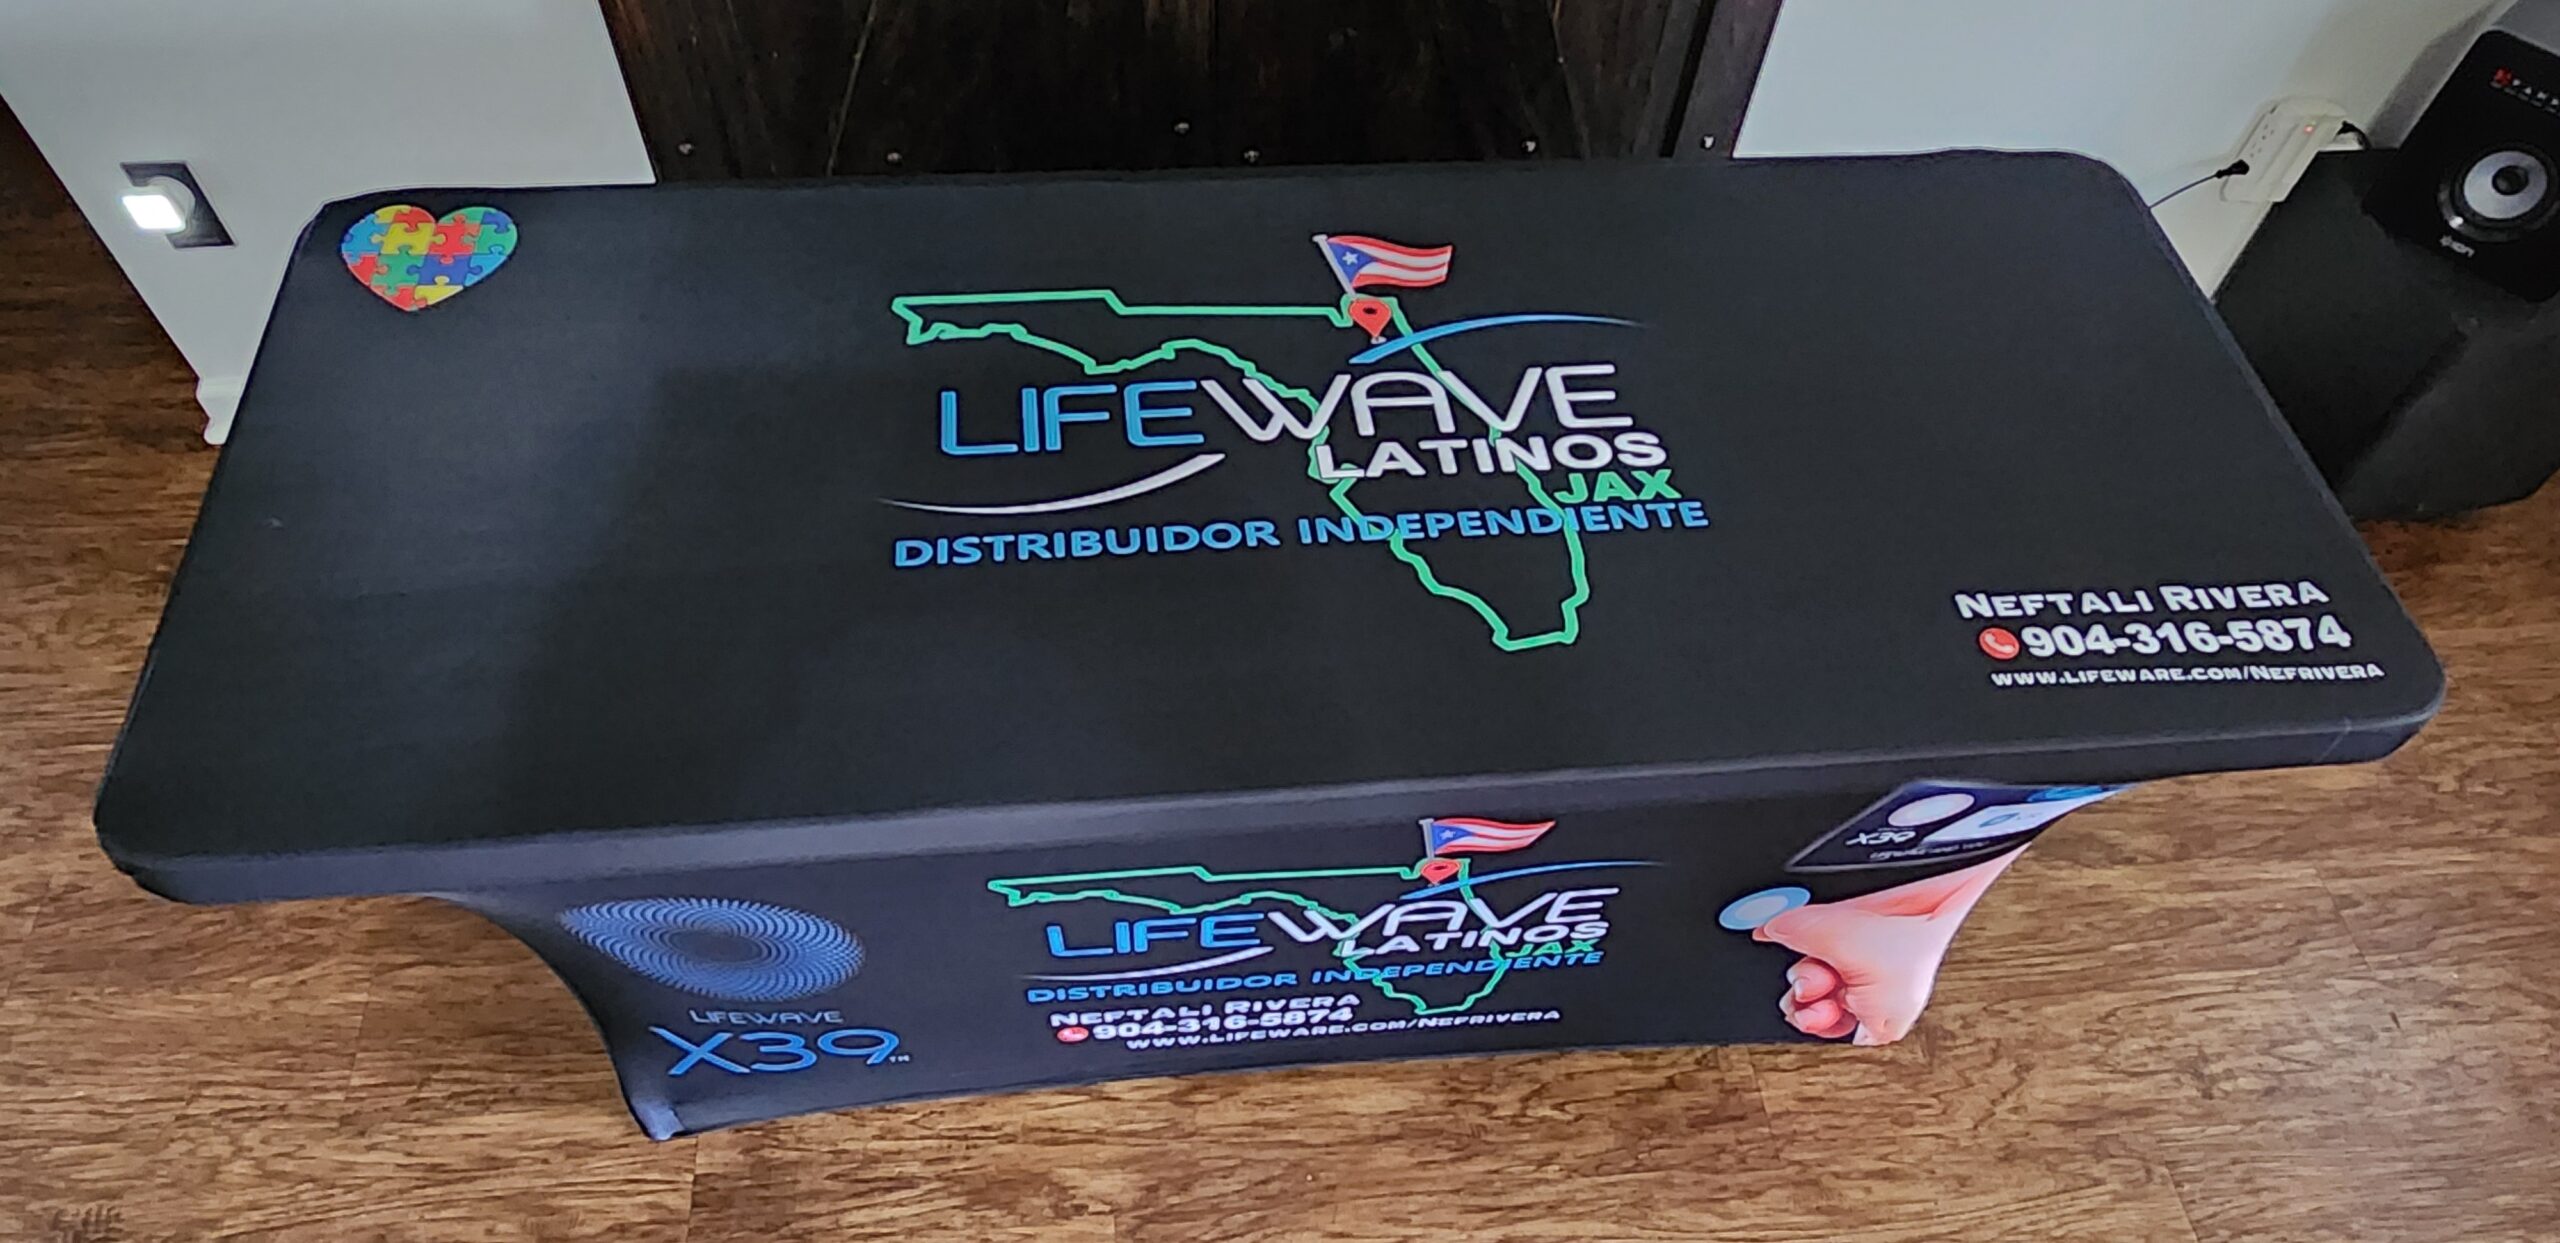 LIFEWAVE
LATINOS
JAX
DISTRIBUIDOR INDEPENDIENTE
NEFTALI RIVERA
904-316-5874
WWW.LIFEWARE.COM/NEFRIVERA
LIFEWAVE
X39™
LIFEWAVE
LATINOS
JAX
DISTRIBUIDOR INDEPENDIENTE
NEFTALI RIVERA
904-316-5874
WWW.LIFEWARE.COM/NEFRIVERA
X39